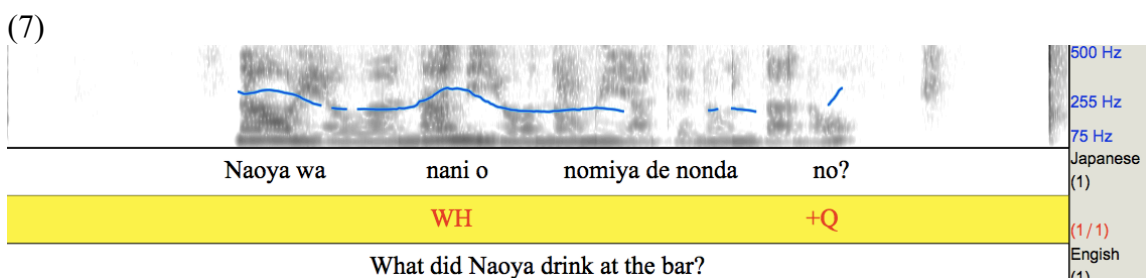 (7)
500 Hz
255 Hz
75 Hz
Naoya wa nani o nomiya de nonda no? Japanese
(1)
WH +Q
(1 / 1)
What did Naoya drink at the bar? Engish
(1)